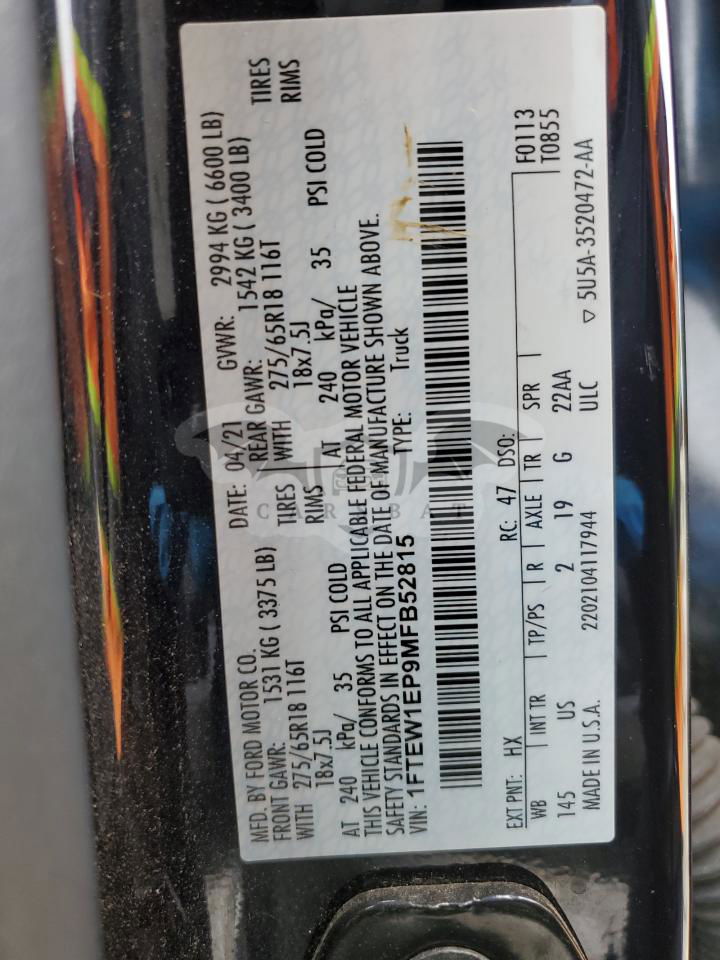 MFD. BY FORD MOTOR CO.
DATE: 04/21 GVWR: 2994 KG ( 6600 LB)
FRONT GAWR: 1531 KG ( 3375 LB) REAR GAWR: 1542 KG ( 3400 LB)
WITH 275/65R18 116T TIRES WITH 275/65R18 116T TIRES
18x7.5J RIMS 18x7.5J RIMS
AT 240 kPa/ 35 PSI COLD AT 240 kPa/ 35 PSI COLD
THIS VEHICLE CONFORMS TO ALL APPLICABLE FEDERAL MOTOR VEHICLE
SAFETY STANDARDS IN EFFECT ON THE DATE OF MANUFACTURE SHOWN ABOVE.
VIN: 1FTEW1EP9MFB52815 TYPE: Truck
F0113
T0855
EXT PNT: HX RC: 47 DSO:
WB INT TR TP/PS R AXLE TR SPR
145 US 2 19 G 22AA
ULC
MADE IN U.S.A. 2202104117944 ▽ 5U5A-3520472-AA